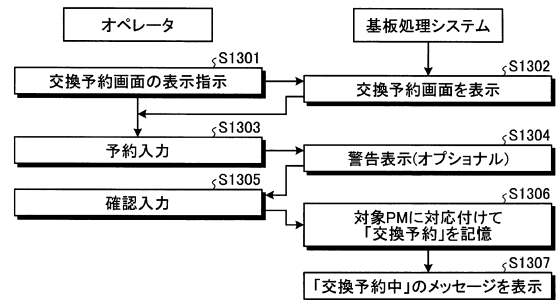 オペレータ
基板処理システム
S1301
交換予約画面の表示指示
S1302
交換予約画面を表示
S1303
予約入力
S1304
警告表示(オプショナル)
S1305
確認入力
S1306
対象PMに対応付けて
「交換予約」を記憶
S1307
「交換予約中」のメッセージを表示